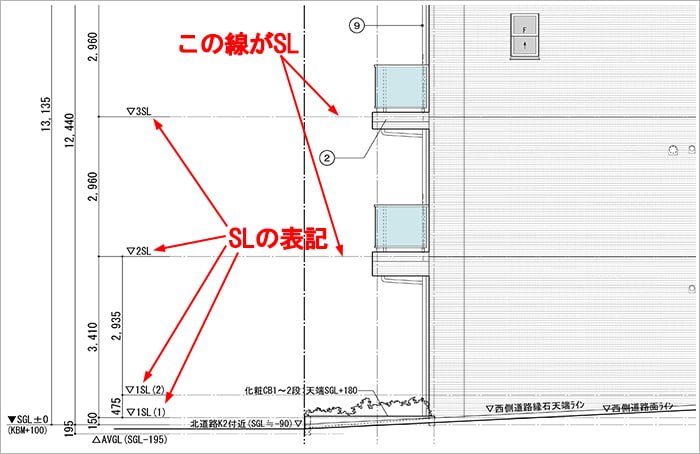 この線がSL
SLの表記
9
F
↑
2
2,960
13,135
12,440
2,960
3,410
2,935
475
150
195
▽3SL
▽2SL
▽1SL(2)
▽1SL(1)
▼SGL±0
(KBM+100)
△AVGL(SGL-195)
化粧CB1～2段:天端SGL+180
北道路K2付近(SGL≒-90)▽
▽西側道路縁石天端ﾗｲﾝ
▽西側道路面ﾗｲﾝ